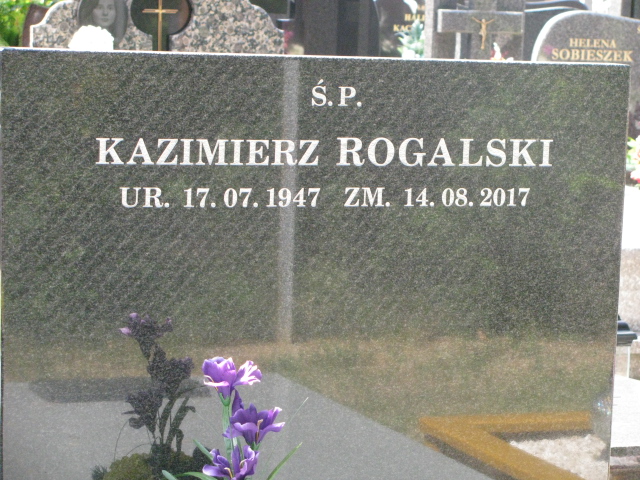 HELENA
SOBIESZEK
Ś.P.
KAZIMIERZ ROGALSKI
UR. 17.07.1947 ZM. 14.08.2017